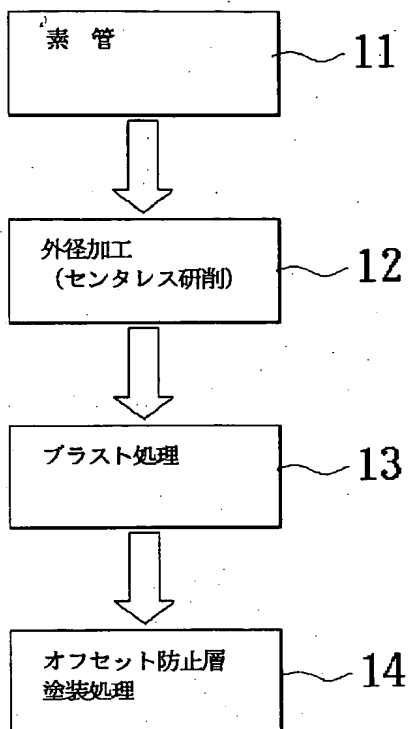 素 管
11
外径加工
(センタレス研削)
12
ブラスト処理
13
オフセット防止層
塗装処理
14